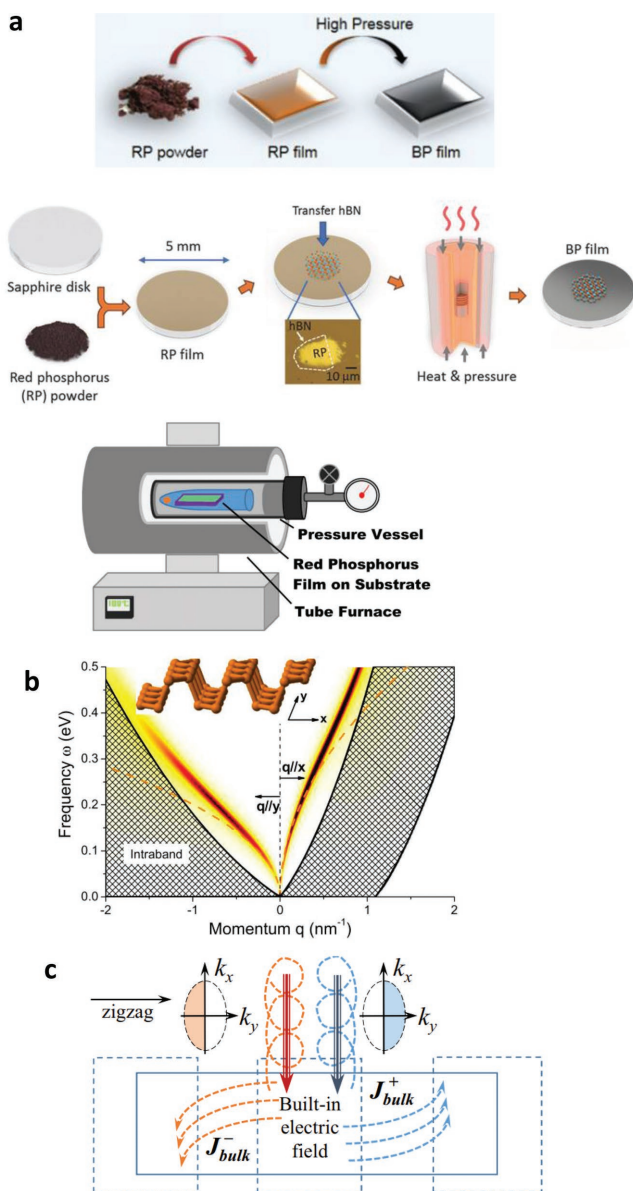 a
High Pressure
RP powder
RP film
BP film
Transfer hBN
5 mm
BP film
Sapphire disk
hBN
RP
10 μm
Red phosphorus
(RP) powder
RP film
Heat & pressure
Pressure Vessel
Red Phosphorus
Film on Substrate
Tube Furnace
b
0.5
0.4
0.3
0.2
0.1
0.0
Frequency ω (eV)
y
x
q//x
q//y
Intraband
-2
-1
0
1
2
Momentum q (nm⁻¹)
c
kₓ
kₓ
zigzag
k_y
k_y
Built-in
electric
field
J⁺bulk
J⁻bulk